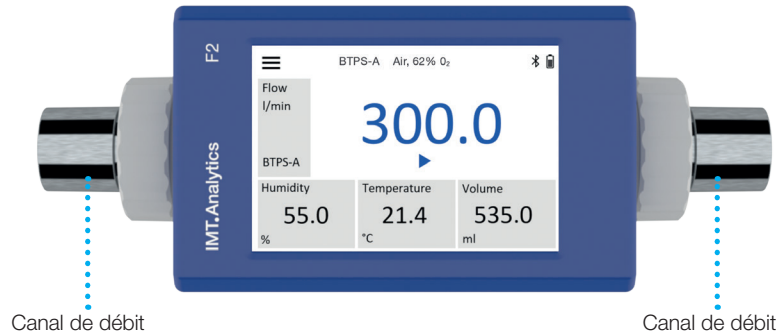 F2
IMT.Analytics
BTPS-A Air, 62% 0₂
Flow
l/min
300.0
BTPS-A
Humidity
55.0
%
Temperature
21.4
°C
Volume
535.0
ml
Canal de débit
Canal de débit